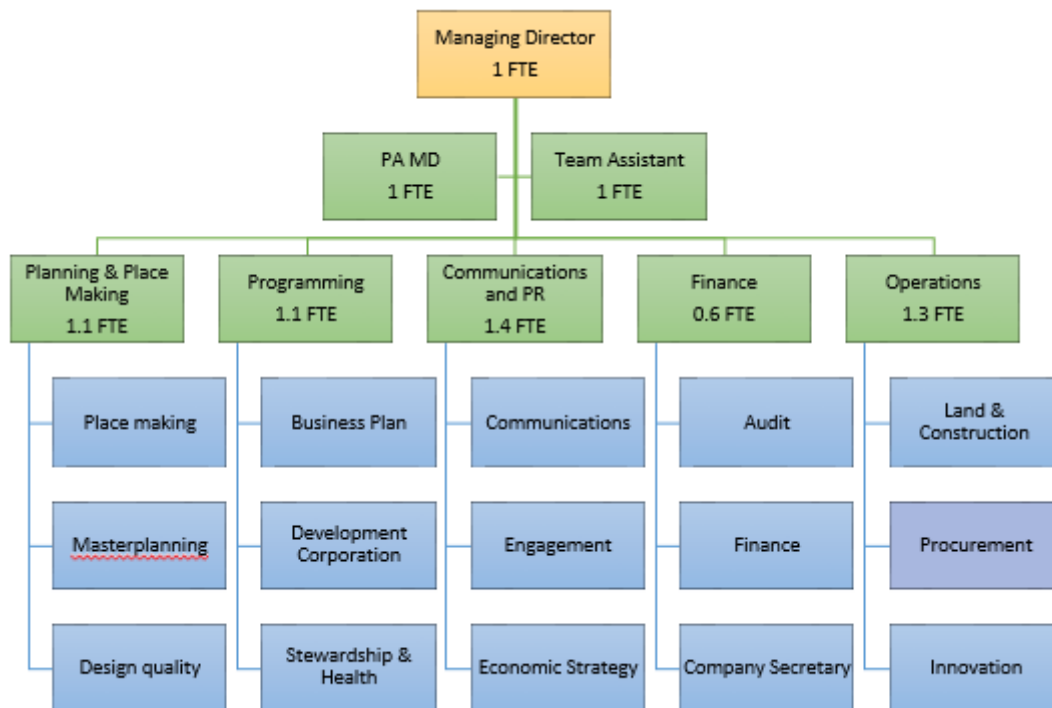 Managing Director
1 FTE
PA MD
1 FTE
Team Assistant
1 FTE
Planning & Place
Making
1.1 FTE
Programming
1.1 FTE
Communications
and PR
1.4 FTE
Finance
0.6 FTE
Operations
1.3 FTE
Place making
Business Plan
Communications
Audit
Land &
Construction
Masterplanning
Development
Corporation
Engagement
Finance
Procurement
Design quality
Stewardship &
Health
Economic Strategy
Company Secretary
Innovation